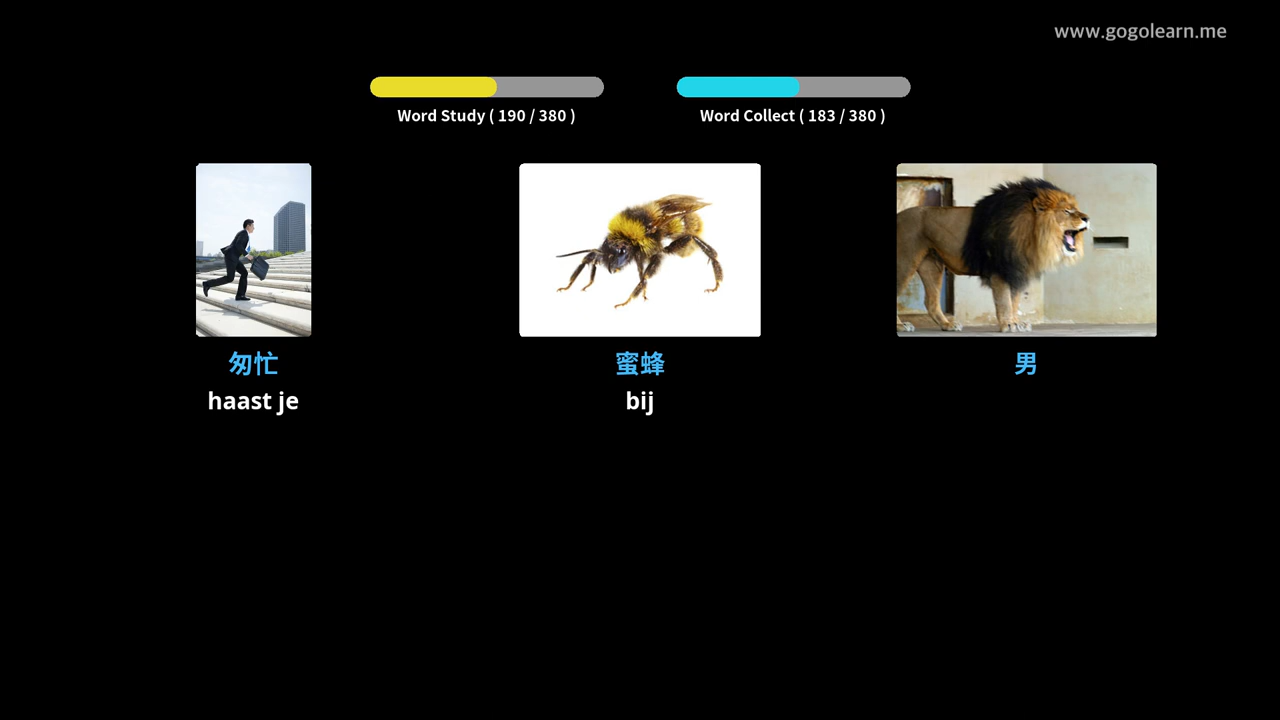 www.gogolearn.me
Word Study ( 190 / 380 )
Word Collect ( 183 / 380 )
匆忙
haast je
蜜蜂
bij
男